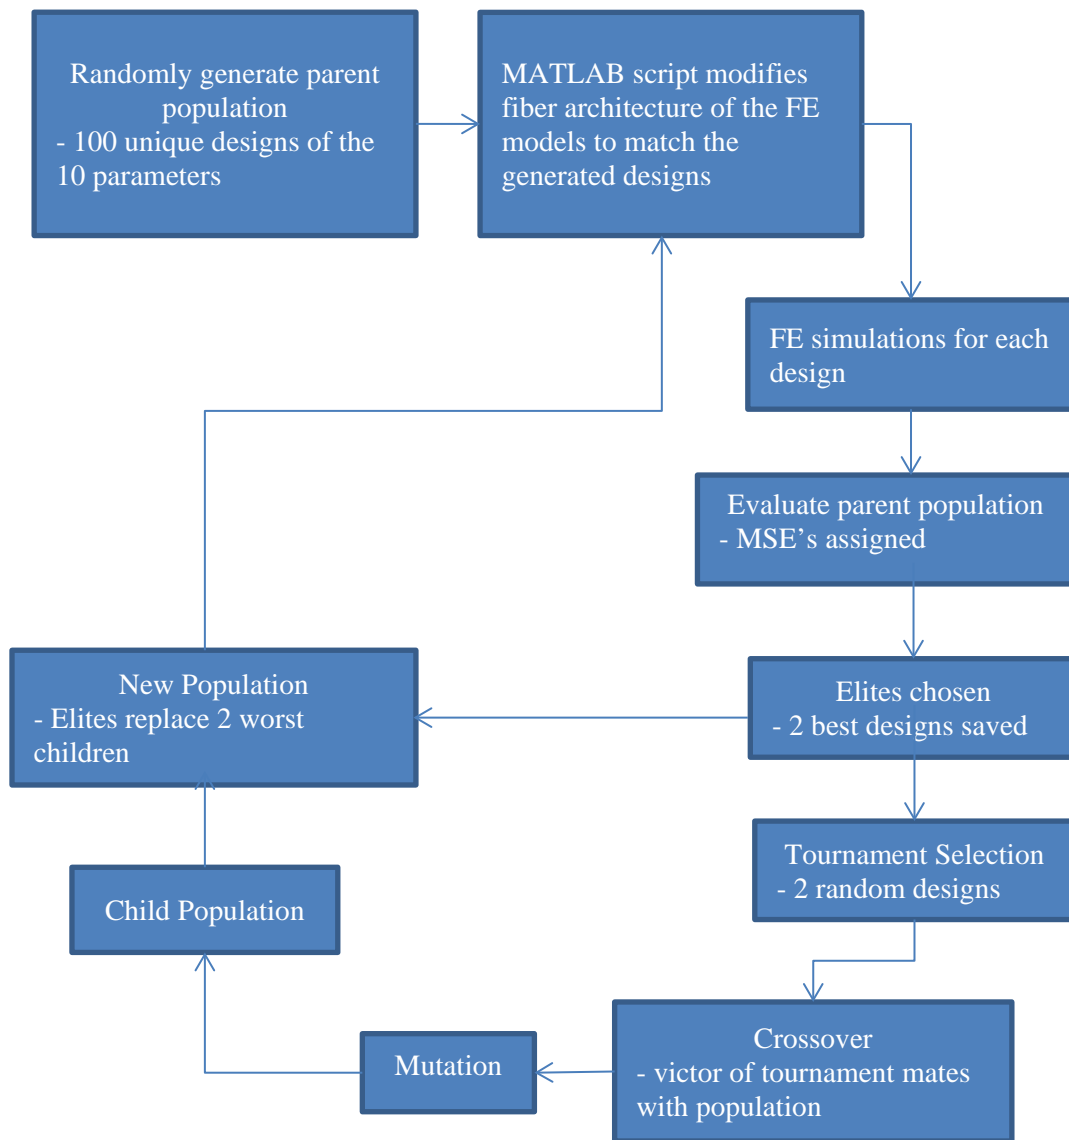 Randomly generate parent
population
- 100 unique designs of the
10 parameters
MATLAB script modifies
fiber architecture of the FE
models to match the
generated designs
FE simulations for each
design
Evaluate parent population
- MSE’s assigned
New Population
- Elites replace 2 worst
children
Elites chosen
- 2 best designs saved
Tournament Selection
- 2 random designs
Child Population
Crossover
- victor of tournament mates
with population
Mutation